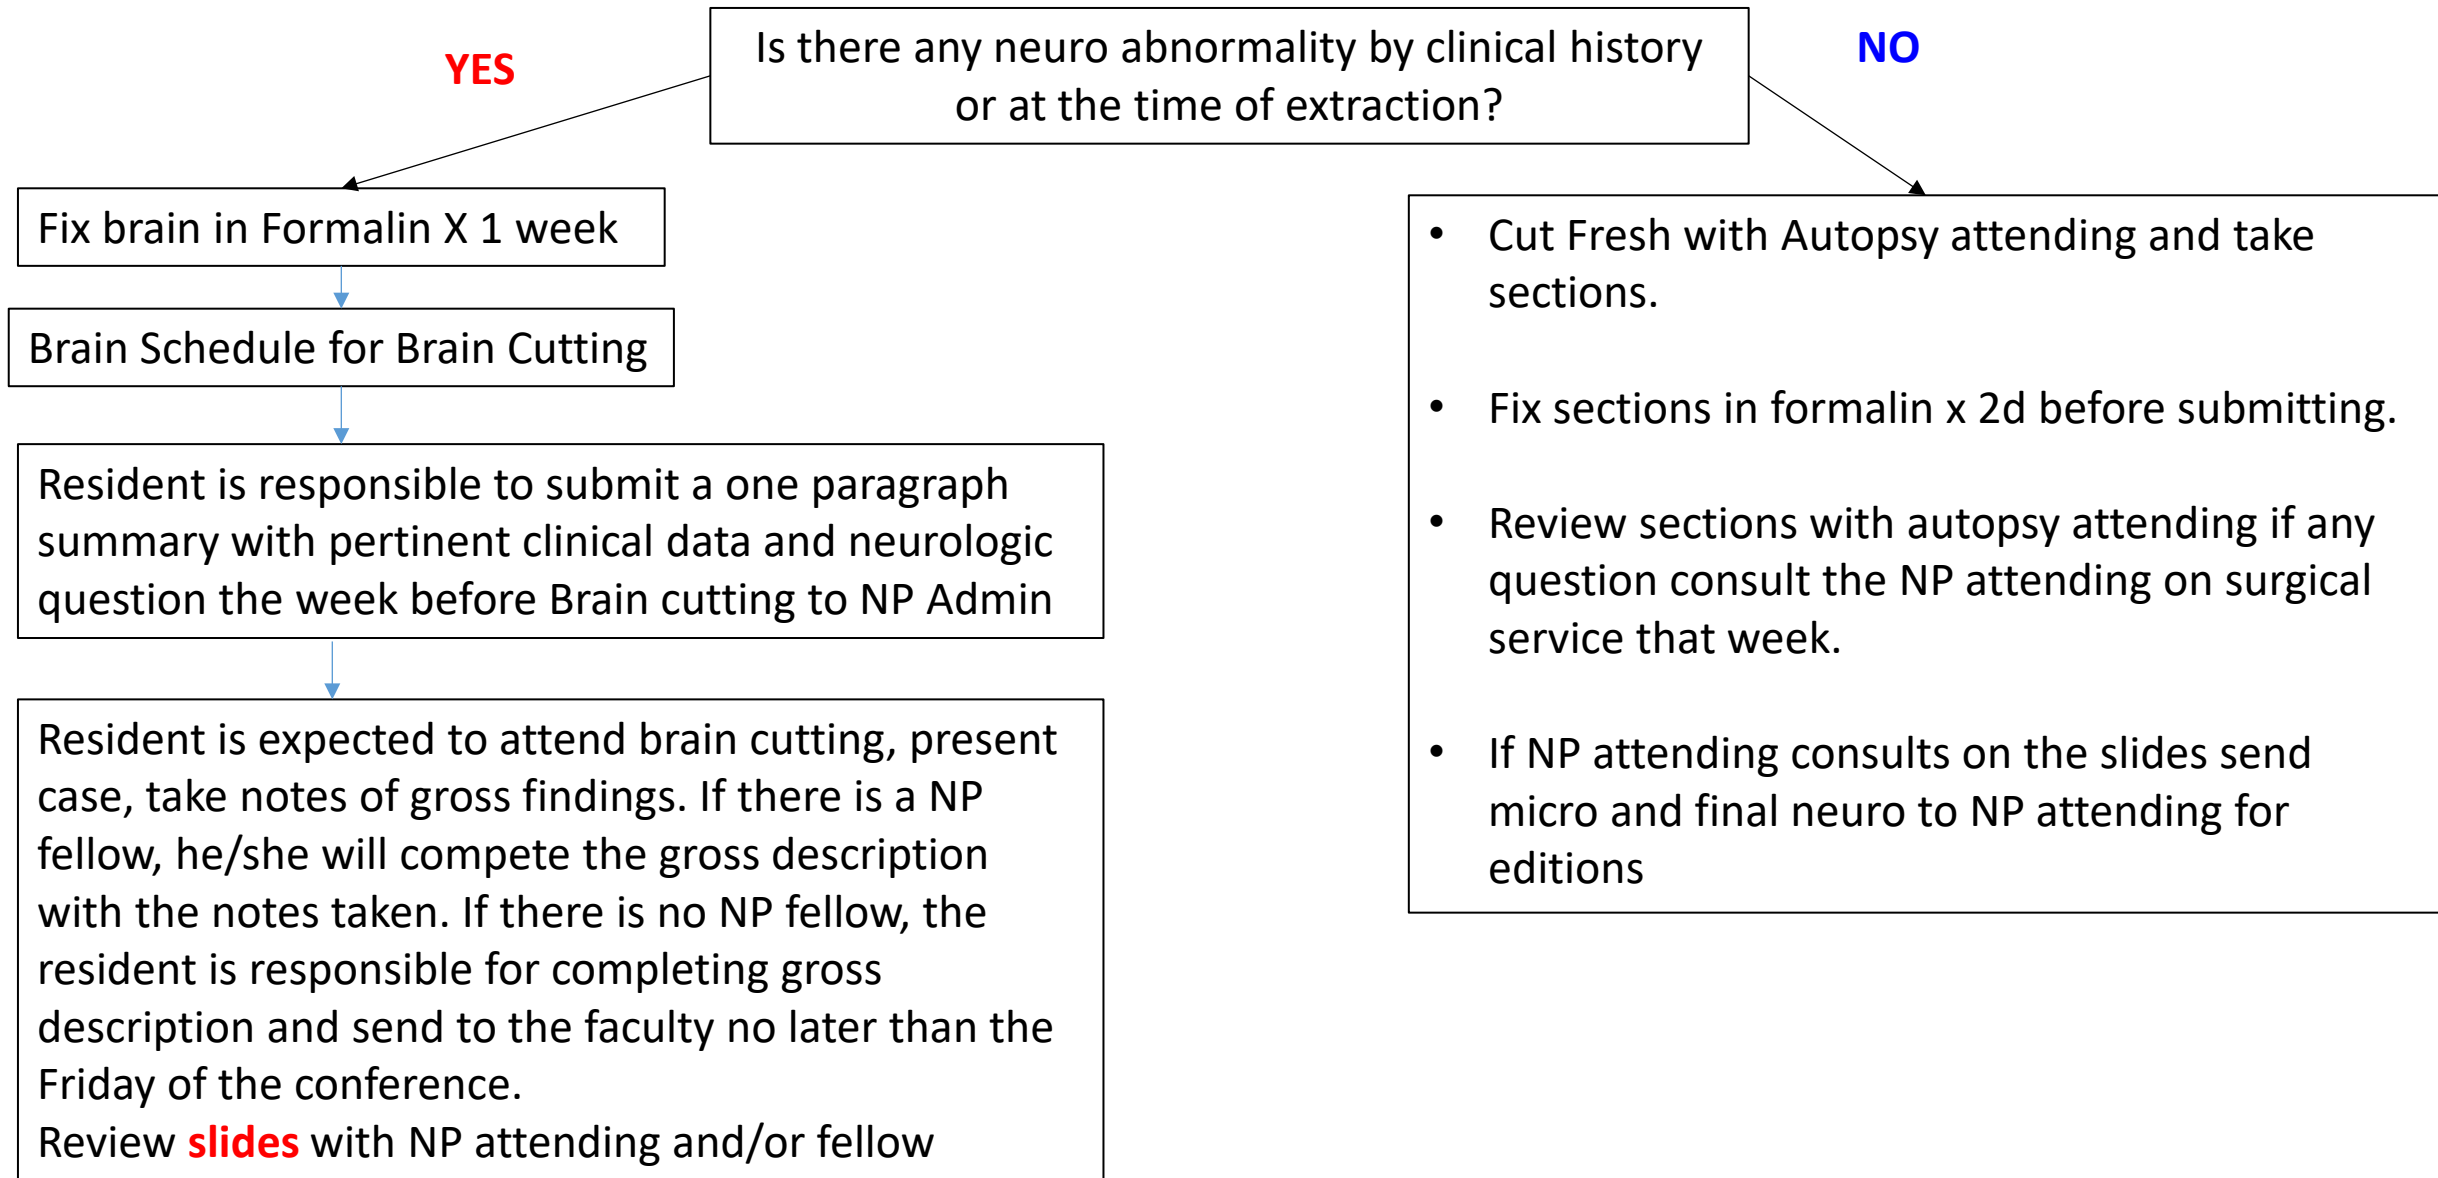 Is there any neuro abnormality by clinical history
or at the time of extraction?
YES
NO
Fix brain in Formalin X 1 week
Brain Schedule for Brain Cutting
Resident is responsible to submit a one paragraph
summary with pertinent clinical data and neurologic
question the week before Brain cutting to NP Admin
Resident is expected to attend brain cutting, present
case, take notes of gross findings. If there is a NP
fellow, he/she will compete the gross description
with the notes taken. If there is no NP fellow, the
resident is responsible for completing gross
description and send to the faculty no later than the
Friday of the conference.
Review slides with NP attending and/or fellow
• Cut Fresh with Autopsy attending and take
sections.
• Fix sections in formalin x 2d before submitting.
• Review sections with autopsy attending if any
question consult the NP attending on surgical
service that week.
• If NP attending consults on the slides send
micro and final neuro to NP attending for
editions